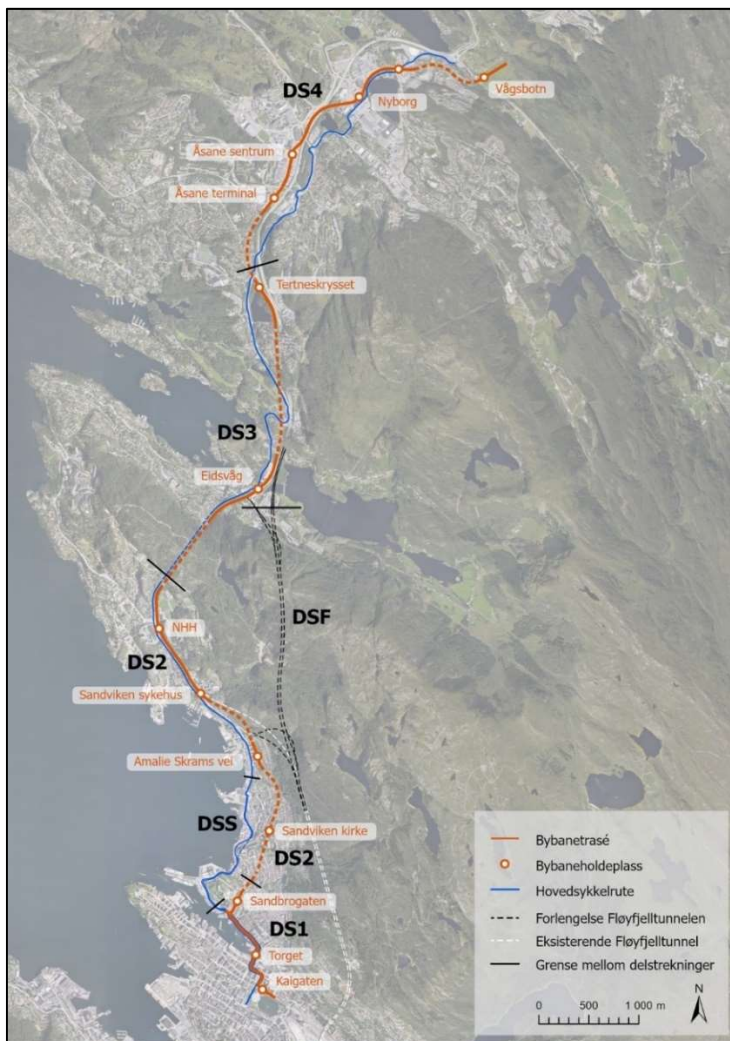 DS4
Vågsbotn
Nyborg
Åsane sentrum
Åsane terminal
Tertneskrysset
DS3
Eidsvåg
DSF
NHH
DS2
Sandviken sykehus
Amalie Skrams vei
DSS
Sandviken kirke
DS2
Sandbrogaten
DS1
Torget
Kaigaten
Bybanetrasé
Bybaneholdeplass
Hovedsykkelrute
Forlengelse Fløyfjelltunnelen
Eksisterende Fløyfjelltunnel
Grense mellom delstrekninger
N
0 500 1 000 m